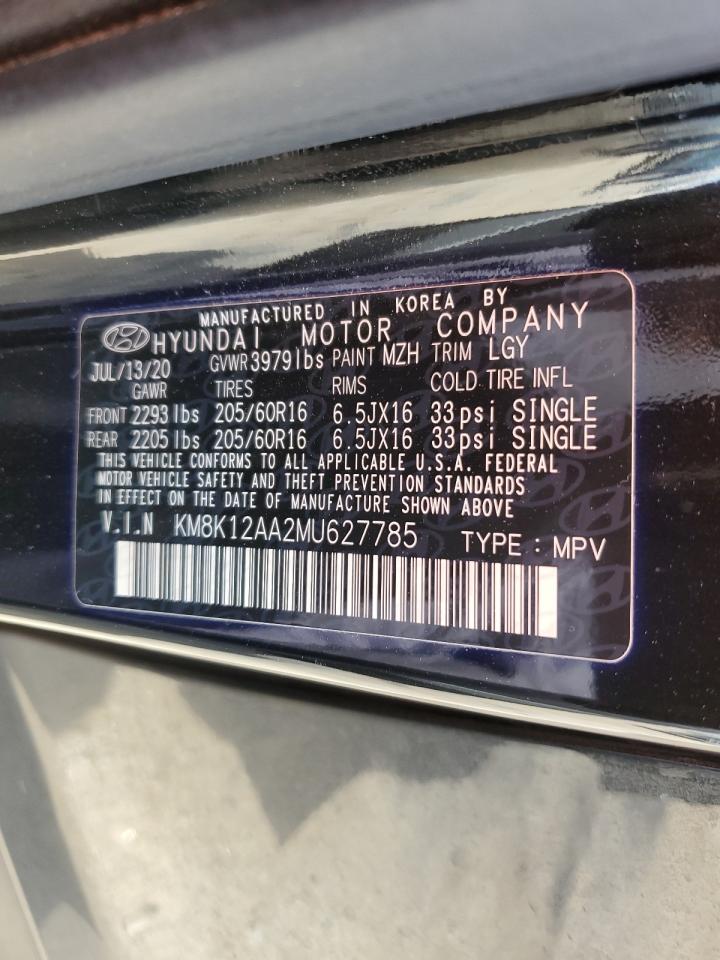 MANUFACTURED IN KOREA BY
HYUNDAI MOTOR COMPANY
JUL/13/20 GVWR 3979lbs PAINT MZH TRIM LGY
GAWR TIRES RIMS COLD TIRE INFL
FRONT 2293lbs 205/60R16 6.5JX16 33psi SINGLE
REAR 2205lbs 205/60R16 6.5JX16 33psi SINGLE
THIS VEHICLE CONFORMS TO ALL APPLICABLE U.S.A. FEDERAL
MOTOR VEHICLE SAFETY AND THEFT PREVENTION STANDARDS
IN EFFECT ON THE DATE OF MANUFACTURE SHOWN ABOVE
V.I.N KM8K12AA2MU627785 TYPE : MPV